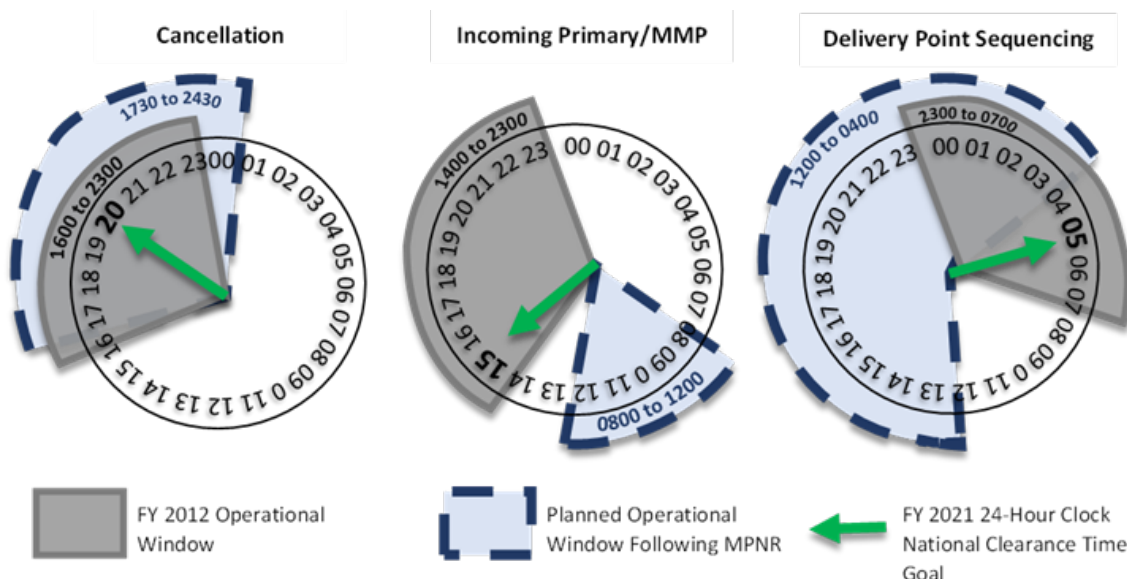 Cancellation
Incoming Primary/MMP
Delivery Point Sequencing
1730 to 2430
1600 to 2300
00 01 02 03 04 05 06 07 08 09 0 11 12 13 14 15 16 17 18 19 20 21 22 23
1400 to 2300
0800 to 1200
00 01 02 03 04 05 06 07 08 09 0 11 12 13 14 15 16 17 18 19 20 21 22 23
1200 to 0400
2300 to 0700
00 01 02 03 04 05 06 07 08 09 0 11 12 13 14 15 16 17 18 19 20 21 22 23
FY 2012 Operational
Window
Planned Operational
Window Following MPNR
FY 2021 24-Hour Clock
National Clearance Time
Goal